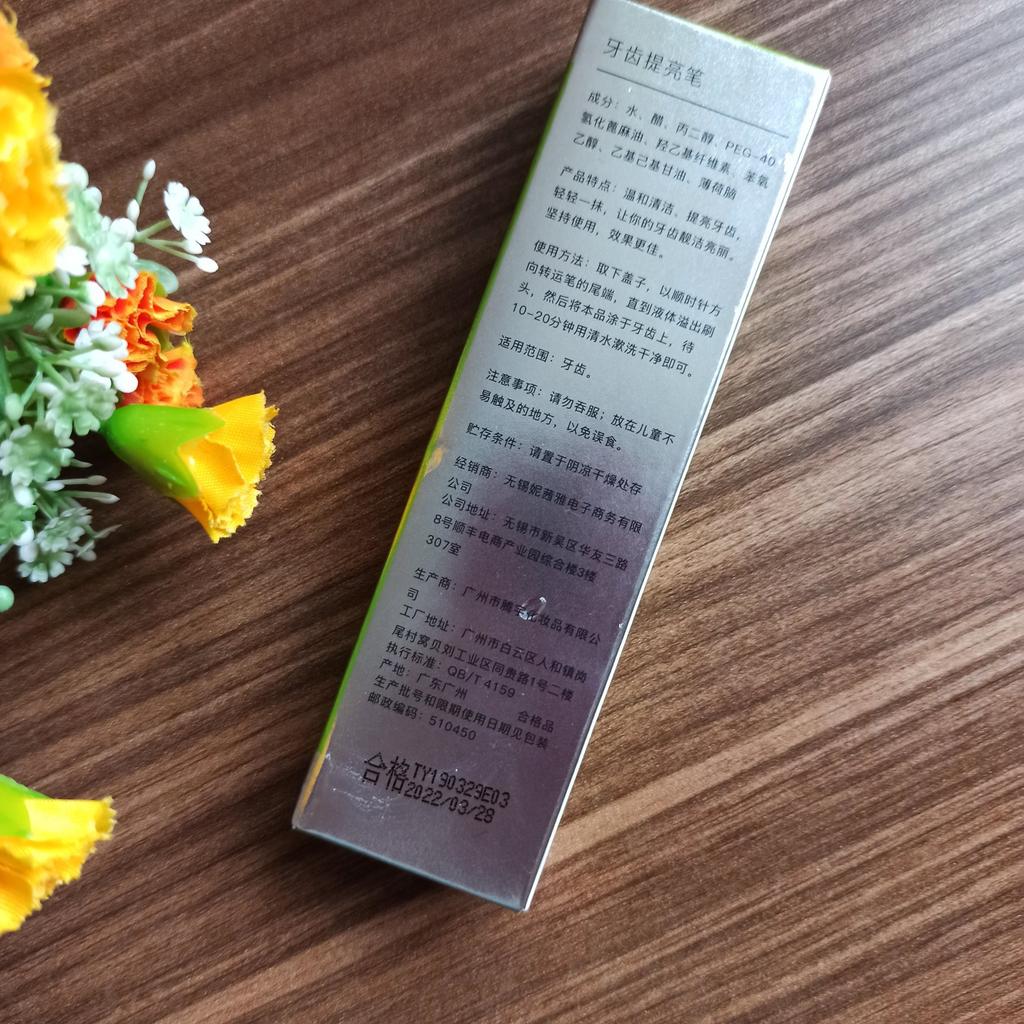 牙齿提亮笔
成分：水、醋、丙二醇、PEG-40
氢化蓖麻油、羟乙基纤维素、苯氧
乙醇、乙基己基甘油、薄荷脑
产品特点：温和清洁、提亮牙齿，
轻轻一抹，让你的牙齿靓洁亮丽。
坚持使用，效果更佳。
使用方法：取下盖子，以顺时针方
向转运笔的尾端，直到液体溢出刷
头，然后将本品涂于牙齿上，待
10-20分钟用清水漱洗干净即可。
适用范围：牙齿。
注意事项：请勿吞服；放在儿童不
易触及的地方，以免误食。
贮存条件：请置于阴凉干燥处存
经销商：无锡妮茜雅电子商务有限
公司
公司地址：无锡市新吴区华友三路
8号顺丰电商产业园综合楼3楼
307室
生产商：广州市腾宇化妆品有限公
司
工厂地址：广州市白云区人和镇岗
尾村窝贝刘工业区同贵路1号二楼
执行标准：QB/T 4159 合格品
产地：广东广州
生产批号和限期使用日期见包装
邮政编码：510450
合格TY190329E03
2022/03/28